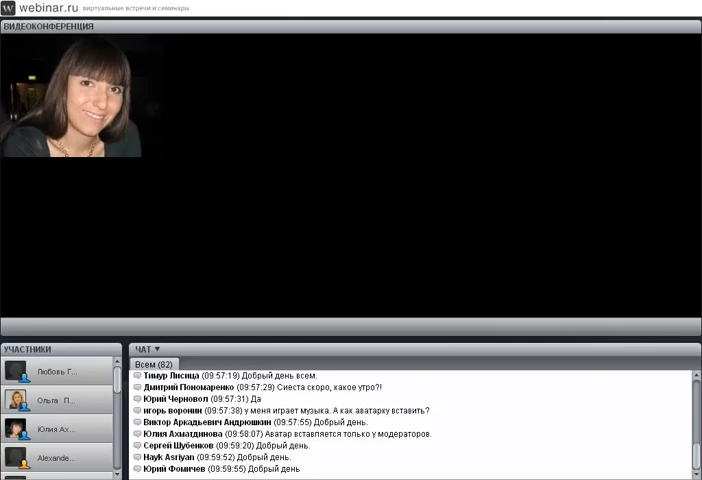 webinar.ru виртуальные встречи и семинары
ВИДЕОКОНФЕРЕНЦИЯ
УЧАСТНИКИ
Любовь Г...
Ольга П...
Юлия Ах...
Alexande...
ЧАТ
Всем (82)
Тимур Лисица (09:57:19) Добрый день всем.
Дмитрий Пономаренко (09:57:29) Сиеста скоро, какое утро?!
Юрий Черновол (09:57:31) Да
игорь воронин (09:57:38) у меня играет музыка. А как аватарку вставить?
Виктор Аркадьевич Андрюшкин (09:57:55) Добрый день.
Юлия Ахматдинова (09:58:07) Аватар вставляется только у модераторов.
Сергей Шубенков (09:59:20) Добрый день.
Hayk Asriyan (09:59:52) Добрый день.
Юрий Фомичев (09:59:55) Добрый день